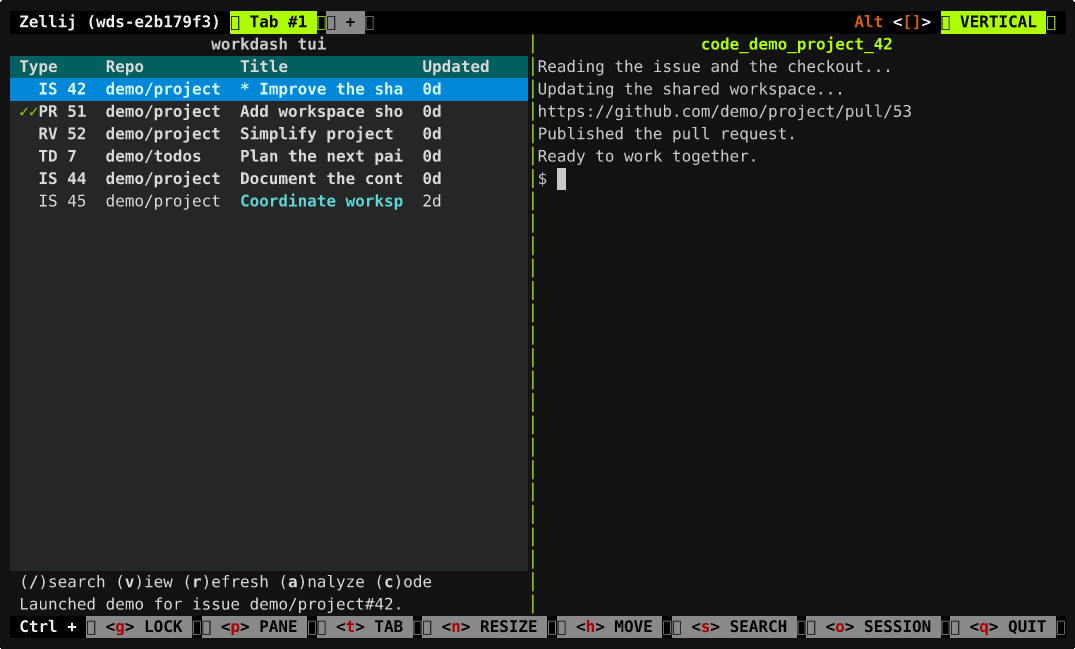 Zellij (wds-e2b179f3) Tab #1 + Alt <[]> VERTICAL
workdash tui
Type Repo Title Updated
IS 42 demo/project * Improve the sha 0d
✓✓PR 51 demo/project Add workspace sho 0d
RV 52 demo/project Simplify project 0d
TD 7 demo/todos Plan the next pai 0d
IS 44 demo/project Document the cont 0d
IS 45 demo/project Coordinate worksp 2d
(/)search (v)iew (r)efresh (a)nalyze (c)ode
Launched demo for issue demo/project#42.
code_demo_project_42
Reading the issue and the checkout...
Updating the shared workspace...
https://github.com/demo/project/pull/53
Published the pull request.
Ready to work together.
$
Ctrl + <g> LOCK <p> PANE <t> TAB <n> RESIZE <h> MOVE <s> SEARCH <o> SESSION <q> QUIT